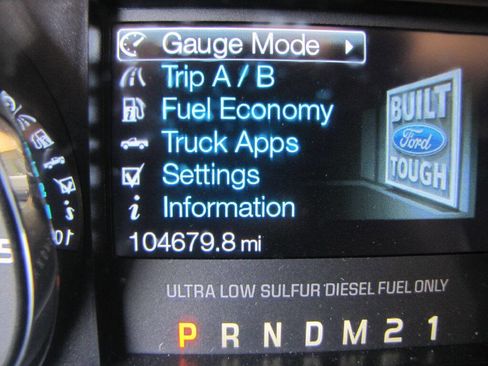 Gauge Mode
Trip A / B
Fuel Economy
Truck Apps
Settings
Information
104679.8 mi
BUILT
Ford
TOUGH
ULTRA LOW SULFUR DIESEL FUEL ONLY
P R N D M 2 1